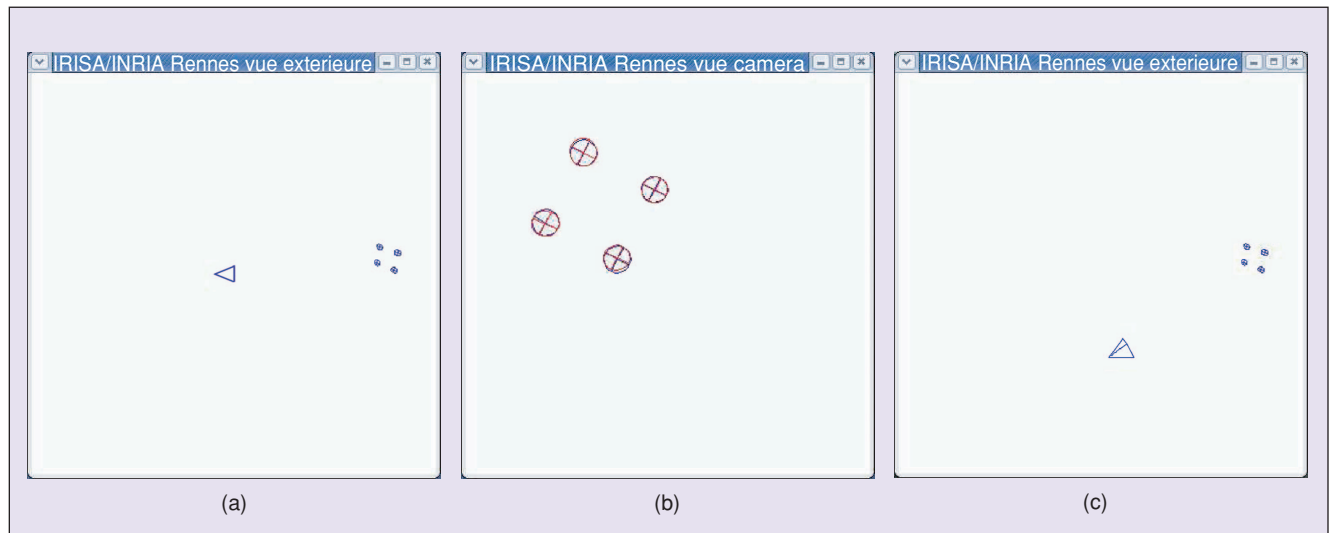 IRISA/INRIA Rennes vue exterieure
IRISA/INRIA Rennes vue camera
IRISA/INRIA Rennes vue exterieure
(a)
(b)
(c)